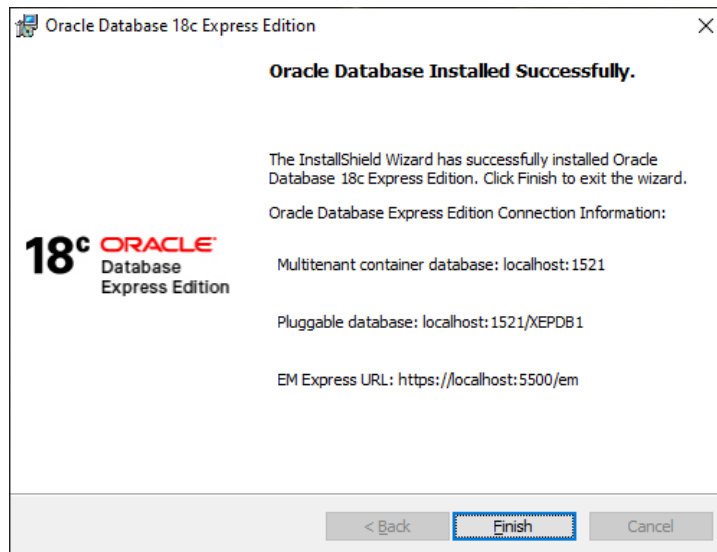 Oracle Database 18c Express Edition
Oracle Database Installed Successfully.
The InstallShield Wizard has successfully installed Oracle
Database 18c Express Edition. Click Finish to exit the wizard.
Oracle Database Express Edition Connection Information:
18c ORACLE
Database
Express Edition
Multitenant container database: localhost:1521
Pluggable database: localhost:1521/XEPDB1
EM Express URL: https://localhost:5500/em
< Back
Finish
Cancel